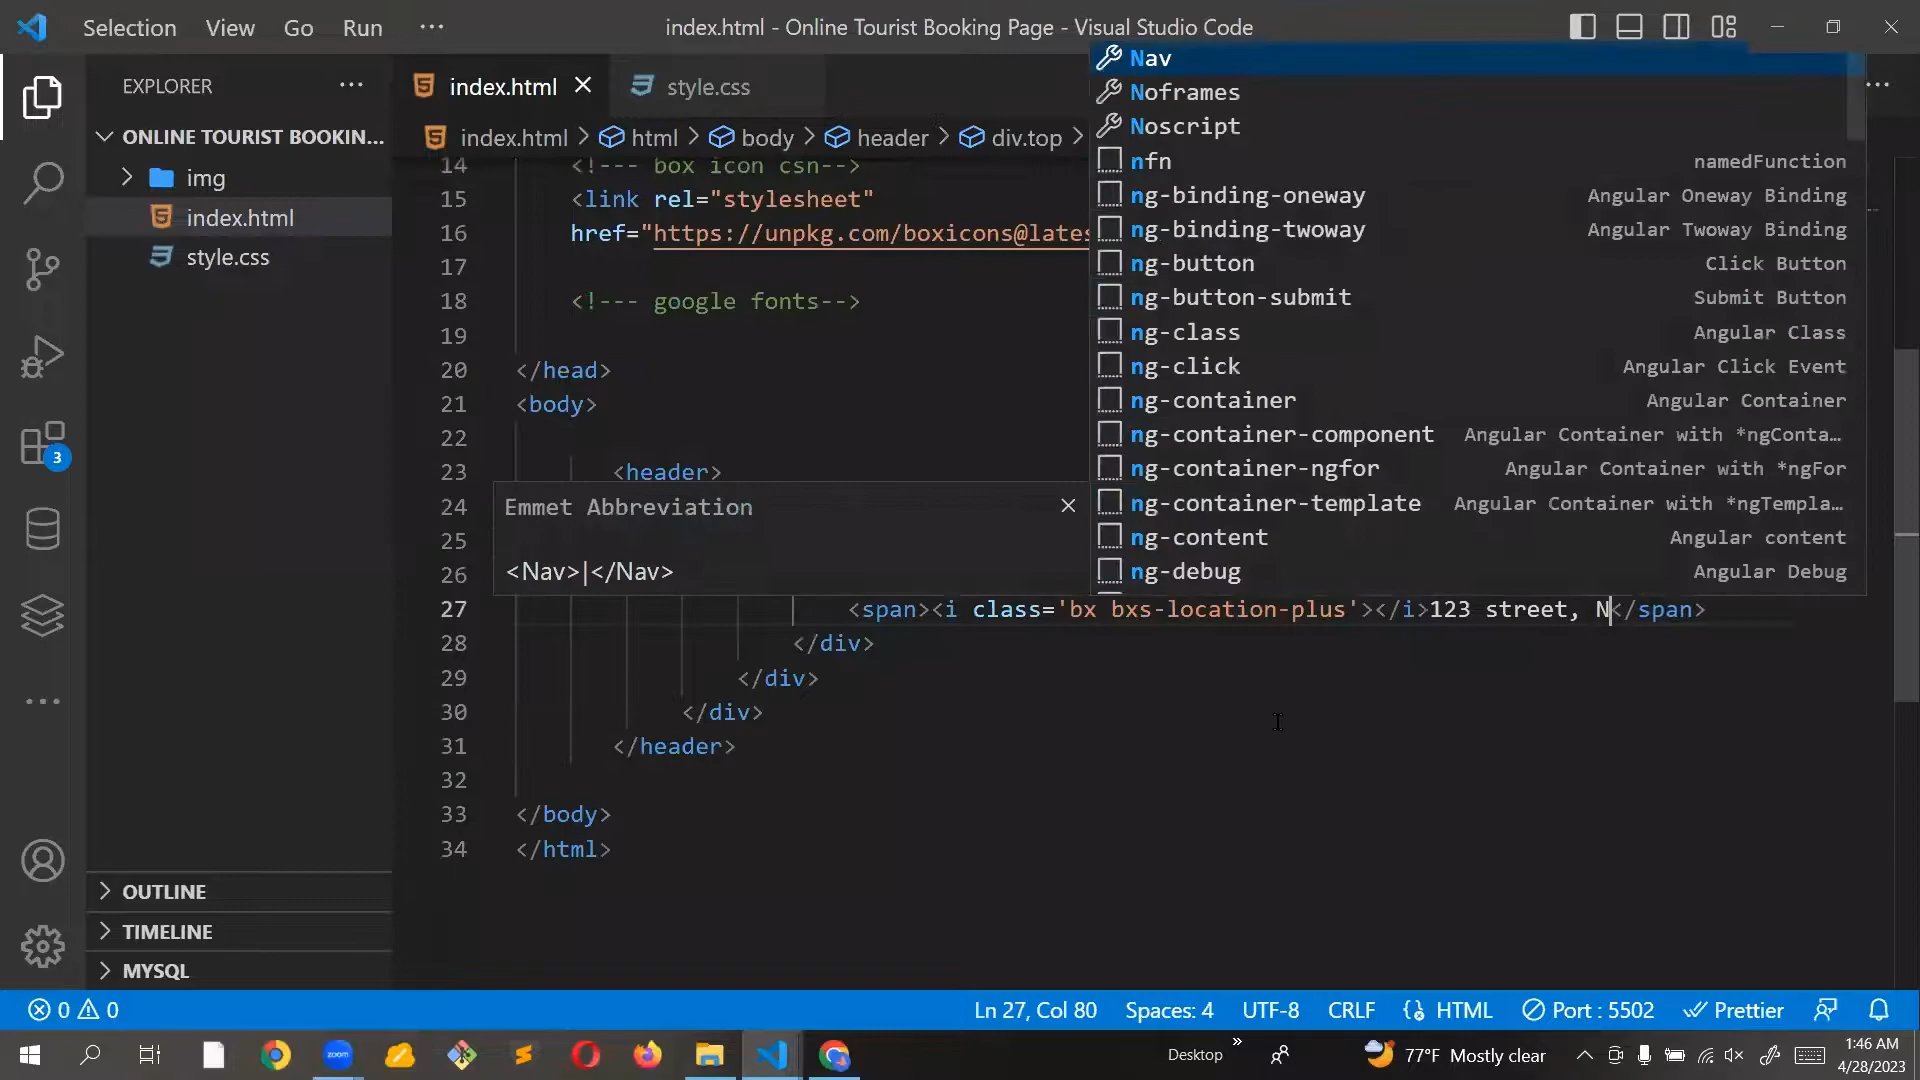 Selection View Go Run ···
index.html - Online Tourist Booking Page - Visual Studio Code
EXPLORER
ONLINE TOURIST BOOKIN...
img
index.html
style.css
OUTLINE
TIMELINE
MYSQL
3
index.html
style.css
index.html > html > body > header > div.top >
14 <!--- box icon csn-->
15 <link rel="stylesheet"
16 href="https://unpkg.com/boxicons@lates
17
18 <!--- google fonts-->
19
20 </head>
21 <body>
22
23 <header>
24
25
26
27 <span><i class='bx bxs-location-plus'></i>123 street, N</span>
28 </div>
29 </div>
30 </div>
31 </header>
32
33 </body>
34 </html>
Emmet Abbreviation
<Nav>|</Nav>
Nav
Noframes
Noscript
nfn namedFunction
ng-binding-oneway Angular Oneway Binding
ng-binding-twoway Angular Twoway Binding
ng-button Click Button
ng-button-submit Submit Button
ng-class Angular Class
ng-click Angular Click Event
ng-container Angular Container
ng-container-component Angular Container with *ngConta…
ng-container-ngfor Angular Container with *ngFor
ng-container-template Angular Container with *ngTempla…
ng-content Angular content
ng-debug Angular Debug
0 0 Ln 27, Col 80 Spaces: 4 UTF-8 CRLF HTML Port : 5502 Prettier
zoom
Desktop
77°F Mostly clear
1:46 AM
4/28/2023